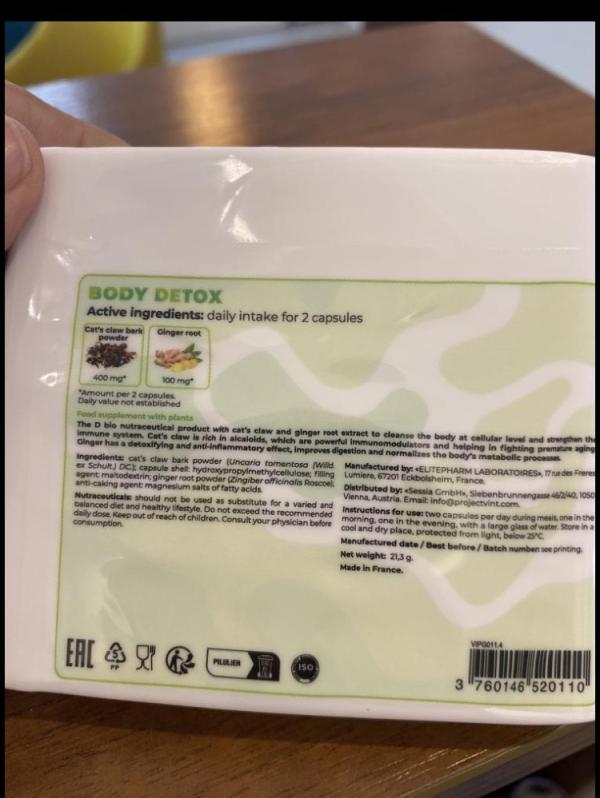 BODY DETOX
Active ingredients: daily intake for 2 capsules
Cat's claw bark powder
400 mg*
Ginger root
100 mg*
*Amount per 2 capsules.
Daily value not established
Food supplement with plants
The D bio nutraceutical product with cat's claw and ginger root extract to cleanse the body at cellular level and strengthen the
immune system. Cat's claw is rich in alcaloids, which are powerful immunomodulators and helping in fighting premature aging
Ginger has a detoxifying and anti-inflammatory effect, improves digestion and normalizes the body's metabolic processes.
Ingredients: cat's claw bark powder (Uncaria tomentosa (Willd.
ex Schult.) DC.); capsule shell: hydroxypropylmethylcellulose; filling
agent: maltodextrin; ginger root powder (Zingiber officinalis Roscoe);
anti-caking agent: magnesium salts of fatty acids.
Nutraceuticals: should not be used as substitute for a varied and
balanced diet and healthy lifestyle. Do not exceed the recommended
daily dose. Keep out of reach of children. Consult your physician before
consumption.
Manufactured by: «ELITEPHARM LABORATOIRES», 17 rue des Freres
Lumiere, 67201 Eckbolsheim, France.
Distributed by: «Sessia GmbH», Siebenbrunnengasse 46/2/40, 1050
Vienna, Austria. Email: info@projectvint.com.
Instructions for use: two capsules per day during meals, one in the
morning, one in the evening, with a large glass of water. Store in a
cool and dry place, protected from light, below 25°C.
Manufactured date / Best before / Batch number: see printing.
Net weight: 21,3 g.
Made in France.
EAC
5
PP
PILULIER
ISO
VIPG011.4
3 760146 520110